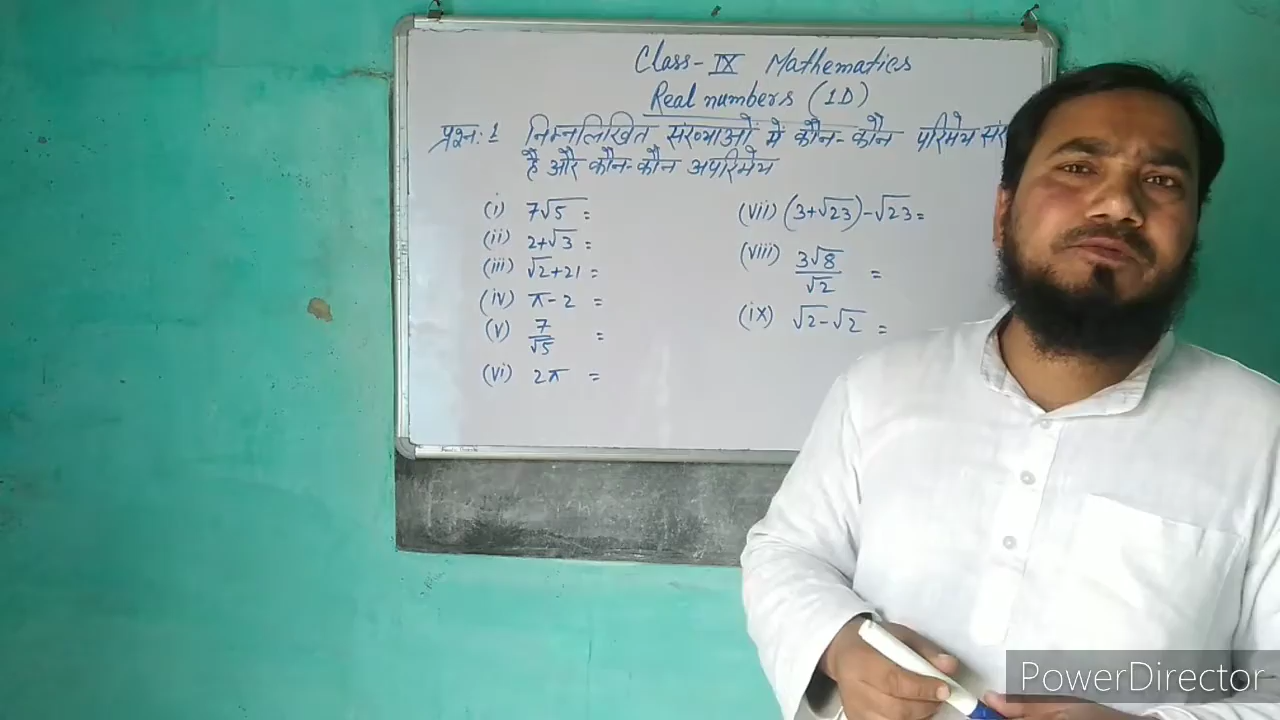 Class- IX Mathematics
Real numbers (1D)
प्रश्न:1 निम्नलिखित संख्याओं में कौन-कौन परिमेय
है और कौन-कौन अपरिमेय
(i) 7√5 =
(ii) 2+√3 =
(iii) √2+21 =
(iv) π-2 =
(v) 7/√5 =
(vi) 2π =
(vii) (3+√23)-√23=
(viii) 3√8/√2 =
(ix) √2-√2 =
PowerDirector